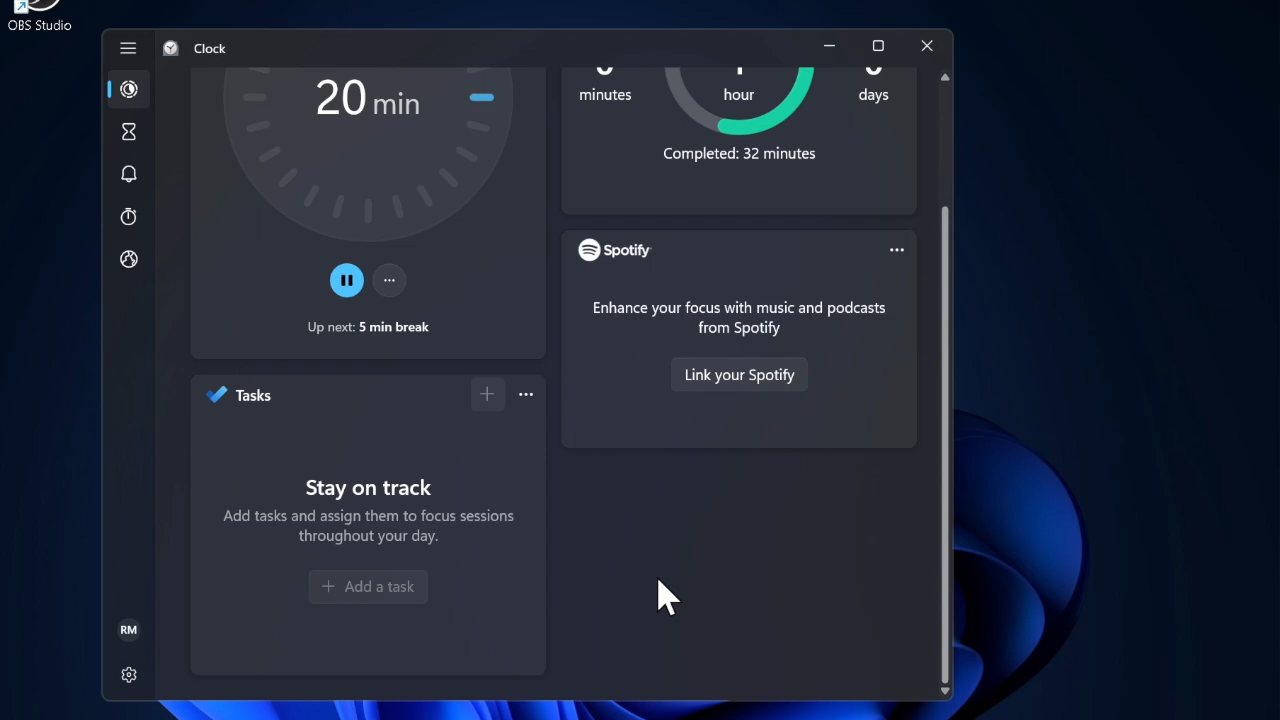 OBS Studio
Clock
20 min
minutes
hour
days
Completed: 32 minutes
Up next: 5 min break
Spotify
Enhance your focus with music and podcasts
from Spotify
Link your Spotify
Tasks
Stay on track
Add tasks and assign them to focus sessions
throughout your day.
+ Add a task
RM